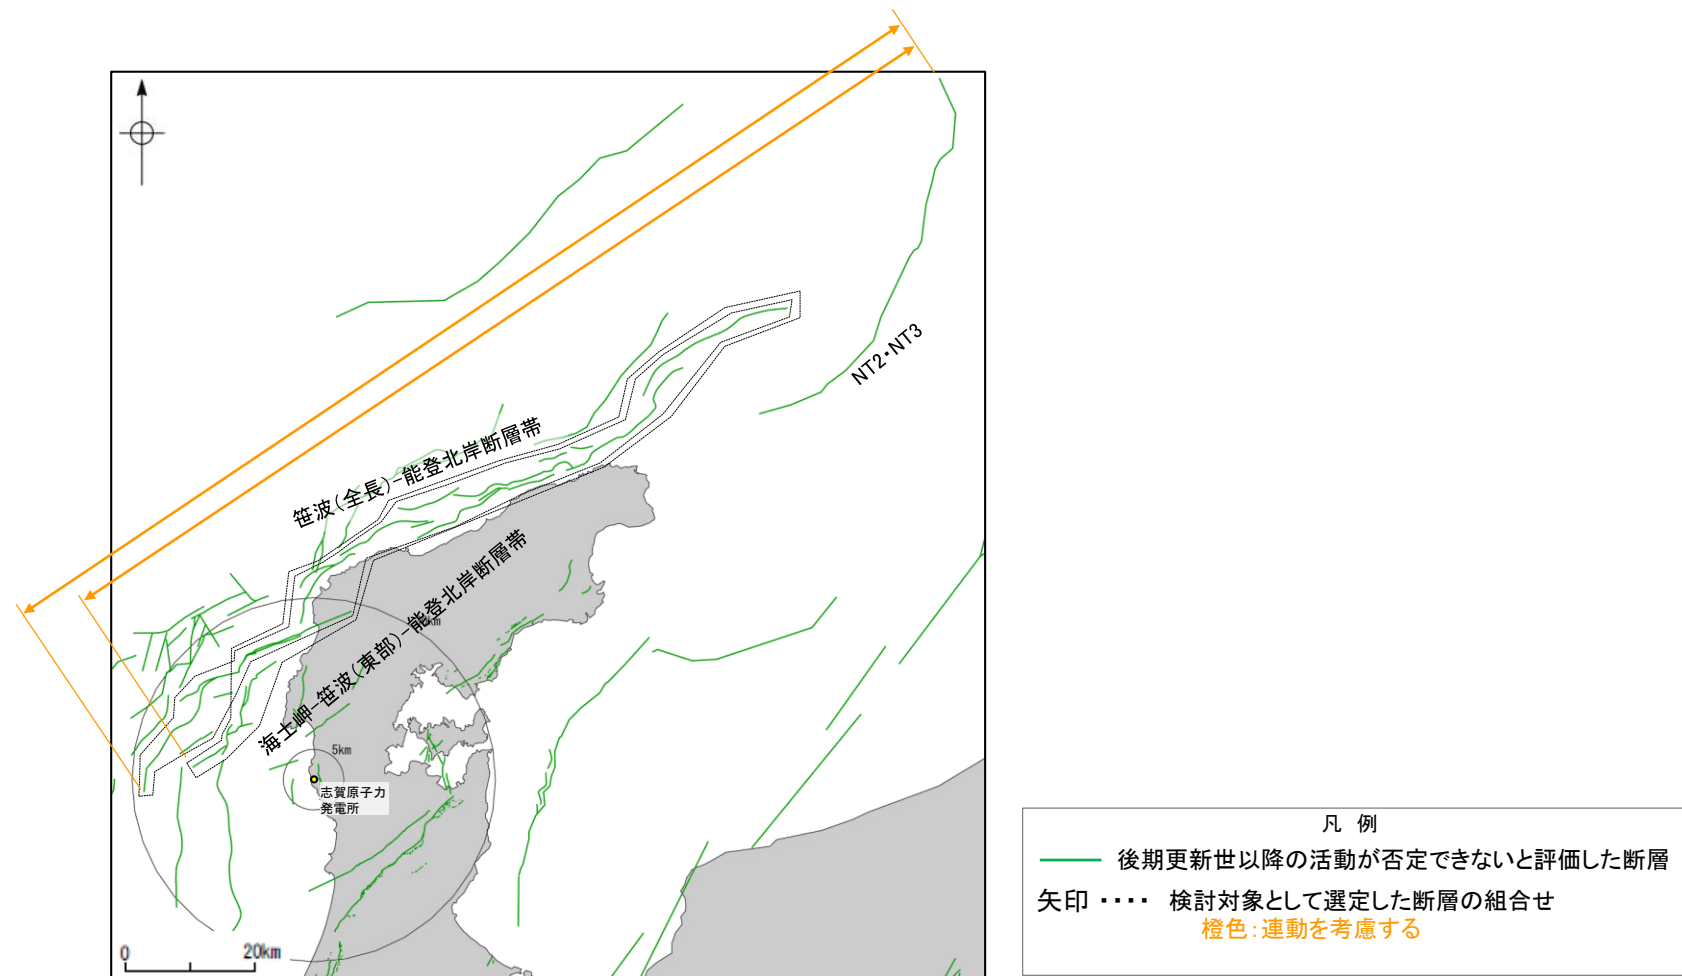 NT2・NT3
笹波(全長)-能登北岸断層帯
海士岬-笹波(東部)-能登北岸断層帯
5km
志賀原子力
発電所
0
20km
凡 例
後期更新世以降の活動が否定できないと評価した断層
矢印 ・・・・ 検討対象として選定した断層の組合せ
橙色:連動を考慮する